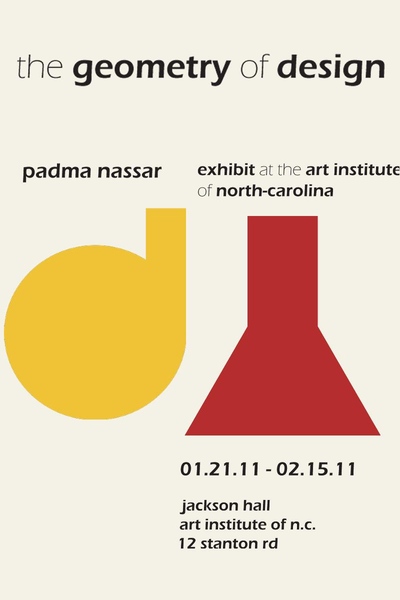 the geometry of design
padma nassar
exhibit at the art institute
of north-carolina
01.21.11 - 02.15.11
jackson hall
art institute of n.c.
12 stanton rd